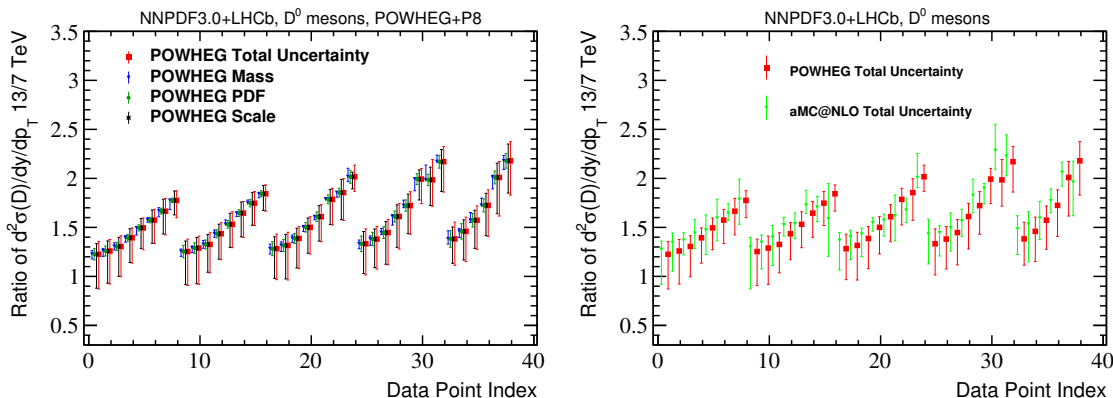 NNPDF3.0+LHCb, D⁰ mesons, POWHEG+P8
Ratio of d²σ(D)/dy/dp_T 13/7 TeV
3.5
3
2.5
2
1.5
1
0.5
POWHEG Total Uncertainty
POWHEG Mass
POWHEG PDF
POWHEG Scale
0 10 20 30 40
Data Point Index
NNPDF3.0+LHCb, D⁰ mesons
Ratio of d²σ(D)/dy/dp_T 13/7 TeV
3.5
3
2.5
2
1.5
1
0.5
POWHEG Total Uncertainty
aMC@NLO Total Uncertainty
0 10 20 30 40
Data Point Index